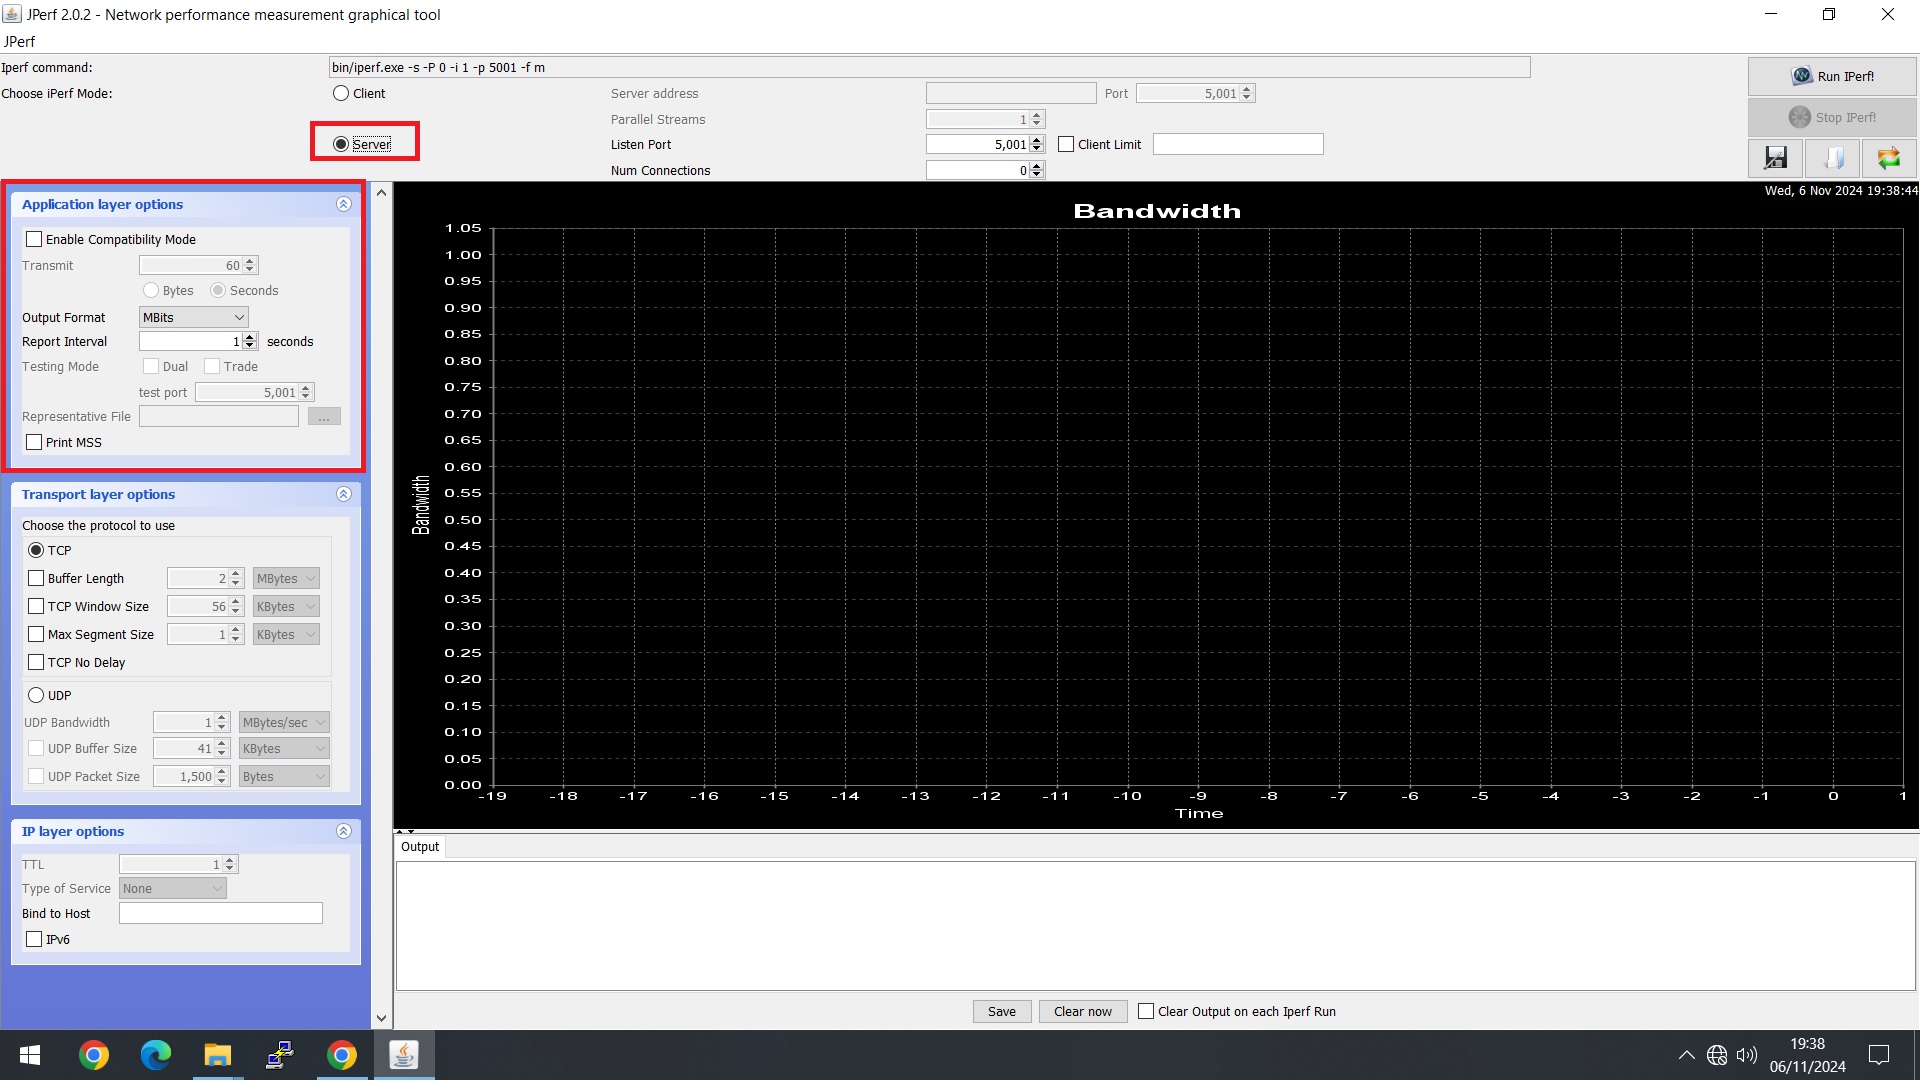 JPerf 2.0.2 - Network performance measurement graphical tool
JPerf
Iperf command: bin/iperf.exe -s -P 0 -i 1 -p 5001 -f m
Run IPerf!
Choose iPerf Mode: Client Server address Port 5,001
Parallel Streams 1
Stop IPerf!
Server Listen Port 5,001 Client Limit
Num Connections 0
Application layer options
Enable Compatibility Mode
Transmit 60
Bytes Seconds
Output Format MBits
Report Interval 1 seconds
Testing Mode Dual Trade
test port 5,001
Representative File ...
Print MSS
Transport layer options
Choose the protocol to use
TCP
Buffer Length 2 MBytes
TCP Window Size 56 KBytes
Max Segment Size 1 KBytes
TCP No Delay
UDP
UDP Bandwidth 1 MBytes/sec
UDP Buffer Size 41 KBytes
UDP Packet Size 1,500 Bytes
IP layer options
TTL 1
Type of Service None
Bind to Host
IPv6
Wed, 6 Nov 2024 19:38:44
Bandwidth
1.05
1.00
0.95
0.90
0.85
0.80
0.75
0.70
0.65
0.60
0.55
0.50
0.45
0.40
0.35
0.30
0.25
0.20
0.15
0.10
0.05
0.00
Bandwidth
-19 -18 -17 -16 -15 -14 -13 -12 -11 -10 -9 -8 -7 -6 -5 -4 -3 -2 -1 0 1
Time
Output
Save Clear now Clear Output on each Iperf Run
19:38
06/11/2024